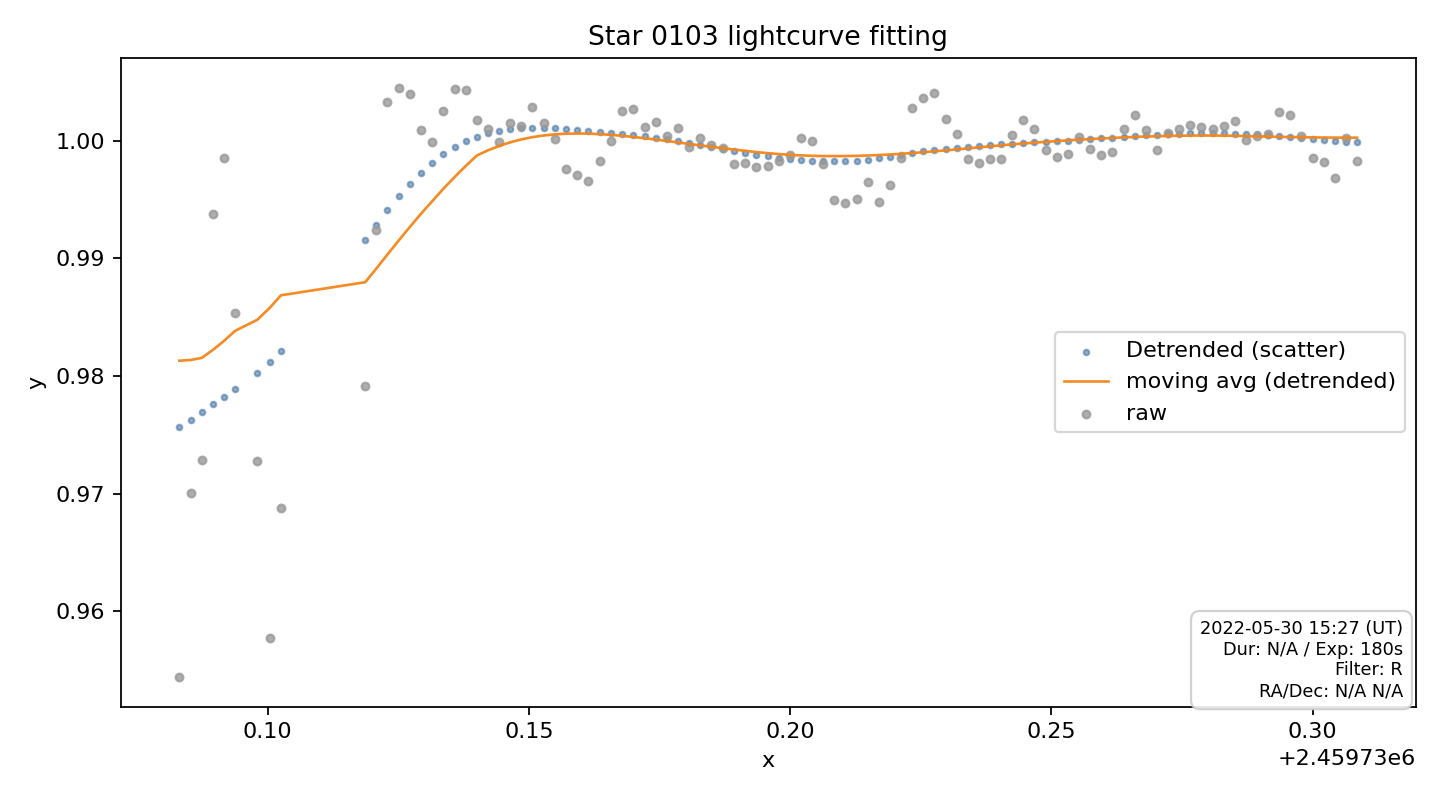 Star 0103 lightcurve fitting
y
1.00
0.99
0.98
0.97
0.96
Detrended (scatter)
moving avg (detrended)
raw
2022-05-30 15:27 (UT)
Dur: N/A / Exp: 180s
Filter: R
RA/Dec: N/A N/A
0.10 0.15 0.20 0.25 0.30
x
+2.45973e6